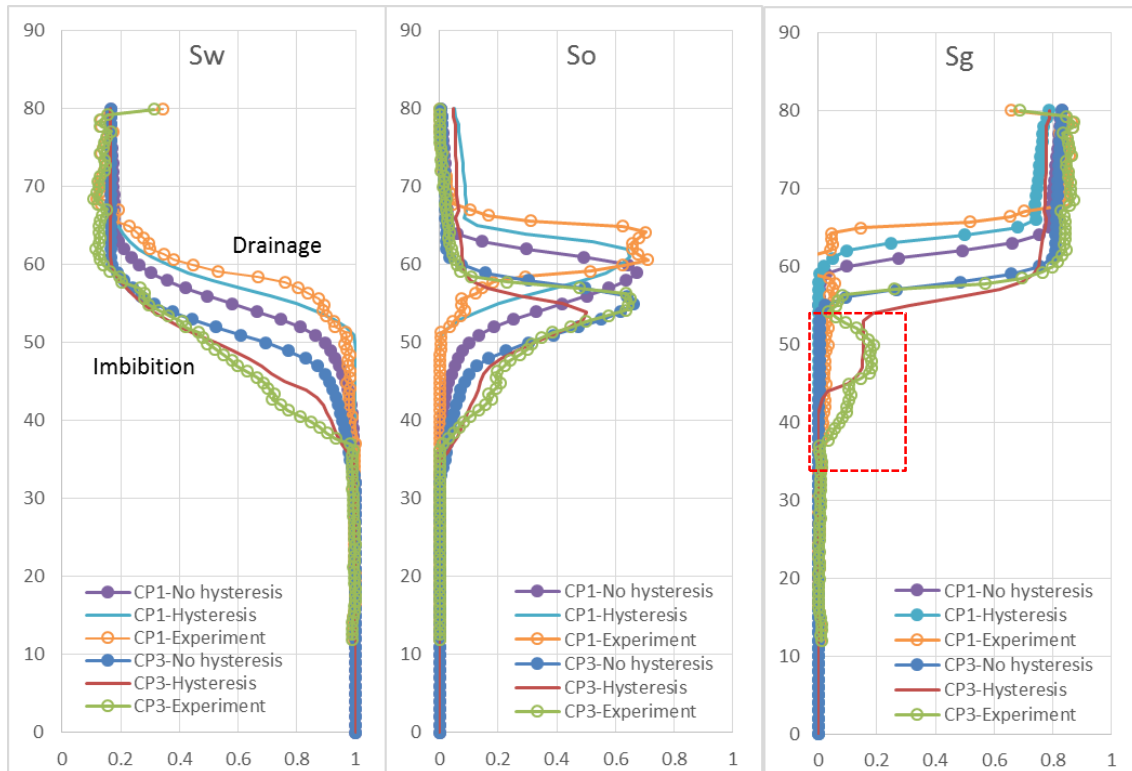 Sw
90
80
70
60
50
40
30
20
10
0
Drainage
Imbibition
CP1-No hysteresis
CP1-Hysteresis
CP1-Experiment
CP3-No hysteresis
CP3-Hysteresis
CP3-Experiment
0 0.2 0.4 0.6 0.8 1
So
90
80
70
60
50
40
30
20
10
0
CP1-No hysteresis
CP1-Hysteresis
CP1-Experiment
CP3-No hysteresis
CP3-Hysteresis
CP3-Experiment
0 0.2 0.4 0.6 0.8 1
Sg
90
80
70
60
50
40
30
20
10
0
CP1-No hysteresis
CP1-Hysteresis
CP1-Experiment
CP3-No hysteresis
CP3-Hysteresis
CP3-Experiment
0 0.2 0.4 0.6 0.8 1